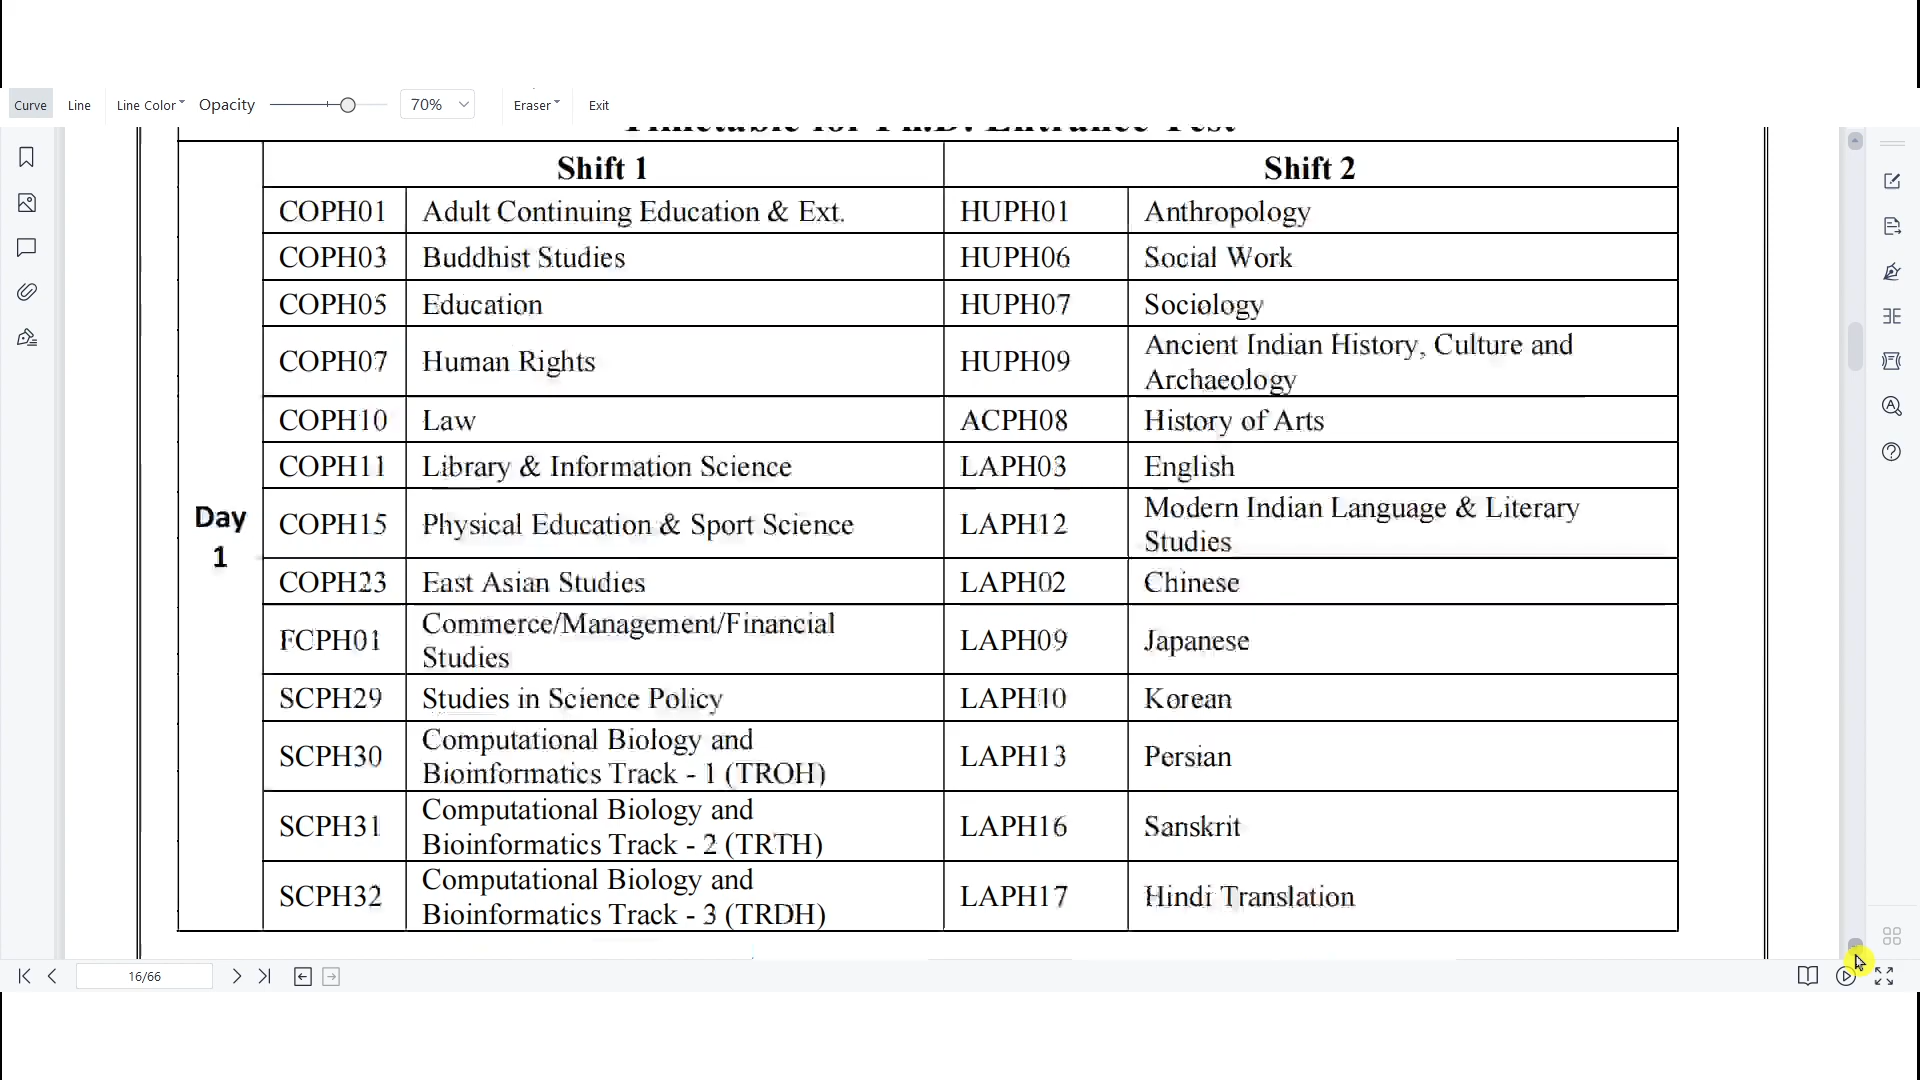 Curve Line Line Color Opacity 70% Eraser Exit
Timetable for Ph.D. Entrance Test
Shift 1 Shift 2
COPH01 Adult Continuing Education & Ext. HUPH01 Anthropology
COPH03 Buddhist Studies HUPH06 Social Work
COPH05 Education HUPH07 Sociology
COPH07 Human Rights HUPH09 Ancient Indian History, Culture and
Archaeology
COPH10 Law ACPH08 History of Arts
COPH11 Library & Information Science LAPH03 English
Day
1
COPH15 Physical Education & Sport Science LAPH12 Modern Indian Language & Literary
Studies
COPH23 East Asian Studies LAPH02 Chinese
FCPH01 Commerce/Management/Financial
Studies
LAPH09 Japanese
SCPH29 Studies in Science Policy LAPH10 Korean
SCPH30 Computational Biology and
Bioinformatics Track - 1 (TROH)
LAPH13 Persian
SCPH31 Computational Biology and
Bioinformatics Track - 2 (TRTH)
LAPH16 Sanskrit
SCPH32 Computational Biology and
Bioinformatics Track - 3 (TRDH)
LAPH17 Hindi Translation
16/66